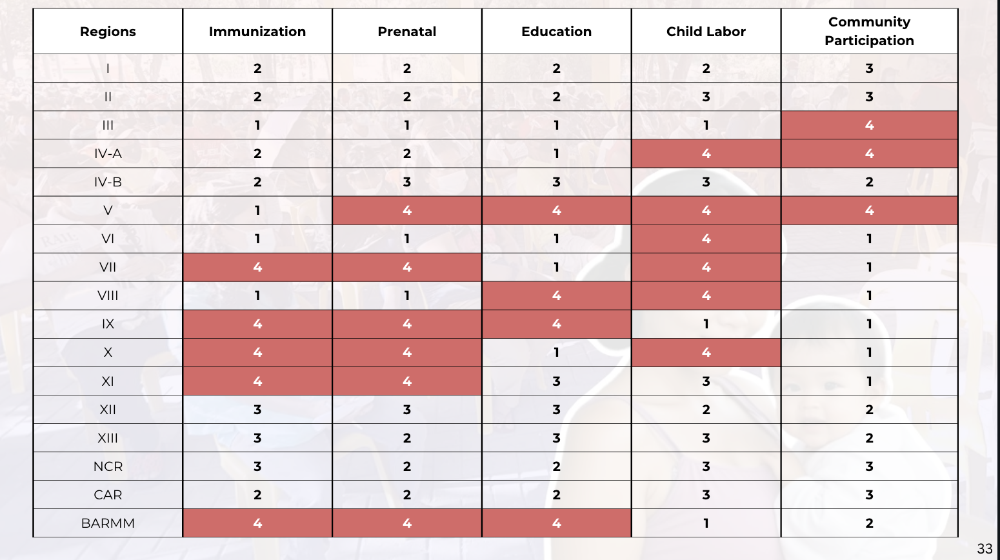 Regions Immunization Prenatal Education Child Labor Community Participation
I 2 2 2 2 3
II 2 2 2 3 3
III 1 1 1 1 4
IV-A 2 2 1 4 4
IV-B 2 3 3 3 2
V 1 4 4 4 4
VI 1 1 1 4 1
VII 4 4 1 4 1
VIII 1 1 4 4 1
IX 4 4 4 1 1
X 4 4 1 4 1
XI 4 4 3 3 1
XII 3 3 3 2 2
XIII 3 2 3 3 2
NCR 3 2 2 3 3
CAR 2 2 2 3 3
BARMM 4 4 4 1 2
33